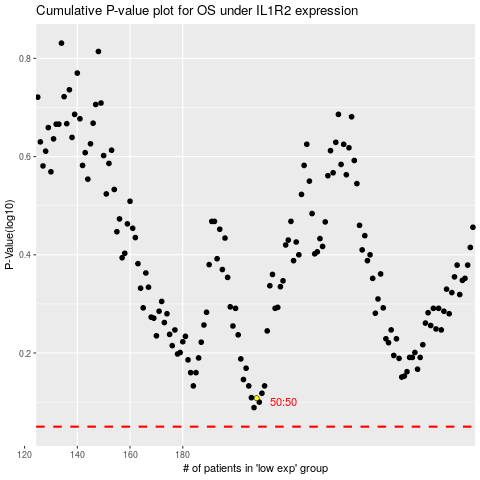 Cumulative P-value plot for OS under IL1R2 expression
P-Value(log10)
0.8
0.6
0.4
0.2
50:50
120 140 160 180
# of patients in 'low exp' group